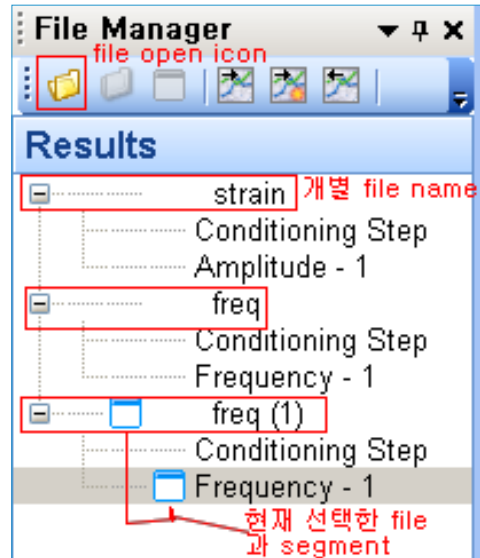 File Manager
file open icon
Results
strain 개별 file name
Conditioning Step
Amplitude - 1
freq
Conditioning Step
Frequency - 1
freq (1)
Conditioning Step
Frequency - 1
현재 선택한 file
과 segment